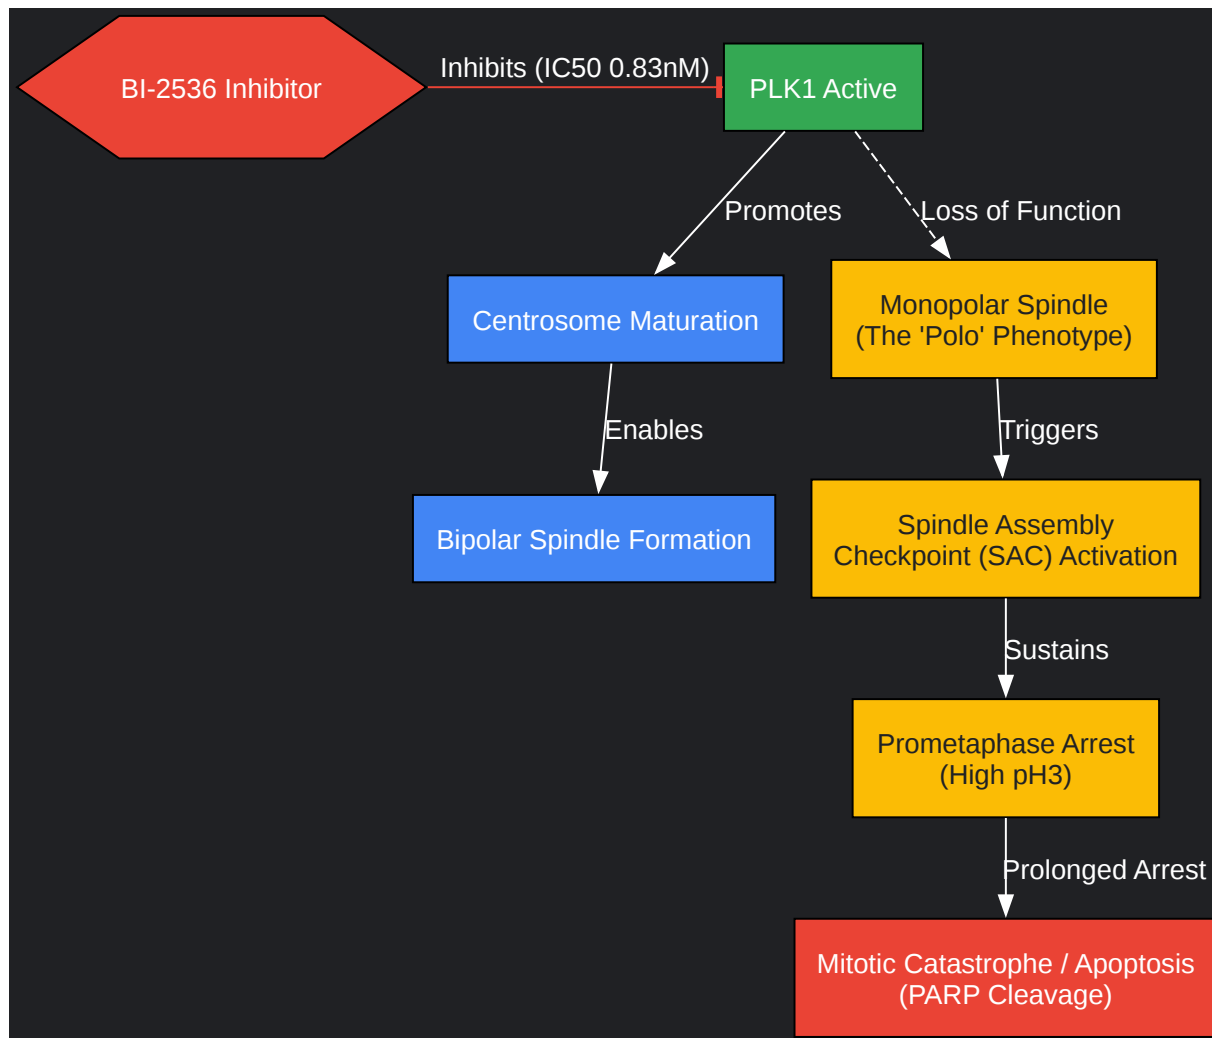 BI-2536 Inhibitor
Inhibits (IC50 0.83nM)
PLK1 Active
Promotes
Loss of Function
Centrosome Maturation
Monopolar Spindle
(The 'Polo' Phenotype)
Enables
Triggers
Bipolar Spindle Formation
Spindle Assembly
Checkpoint (SAC) Activation
Sustains
Prometaphase Arrest
(High pH3)
Prolonged Arrest
Mitotic Catastrophe / Apoptosis
(PARP Cleavage)